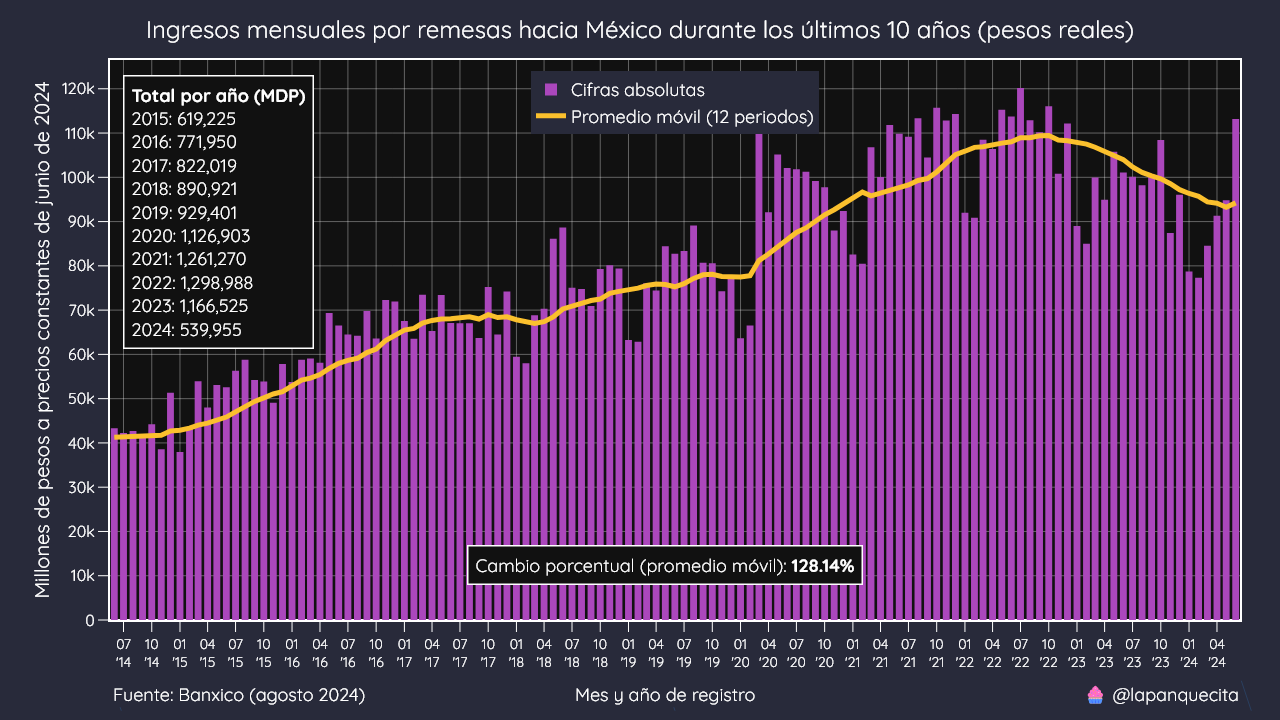 Ingresos mensuales por remesas hacia México durante los últimos 10 años (pesos reales)
Cifras absolutas
Promedio móvil (12 periodos)
Total por año (MDP)
2015: 619,225
2016: 771,950
2017: 822,019
2018: 890,921
2019: 929,401
2020: 1,126,903
2021: 1,261,270
2022: 1,298,988
2023: 1,166,525
2024: 539,955
Millones de pesos a precios constantes de junio de 2024
120k
110k
100k
90k
80k
70k
60k
50k
40k
30k
20k
10k
0
Cambio porcentual (promedio móvil): 128.14%
07 10 01 04 07 10 01 04 07 10 01 04 07 10 01 04 07 10 01 04 07 10 01 04 07 10 01 04 07 10 01 04 07 10 01 04 07 10 01 04
'14 '14 '15 '15 '15 '15 '16 '16 '16 '16 '17 '17 '17 '17 '18 '18 '18 '18 '19 '19 '19 '19 '20 '20 '20 '20 '21 '21 '21 '21 '22 '22 '22 '22 '23 '23 '23 '23 '24 '24
Fuente: Banxico (agosto 2024)
Mes y año de registro
@lapanquecita